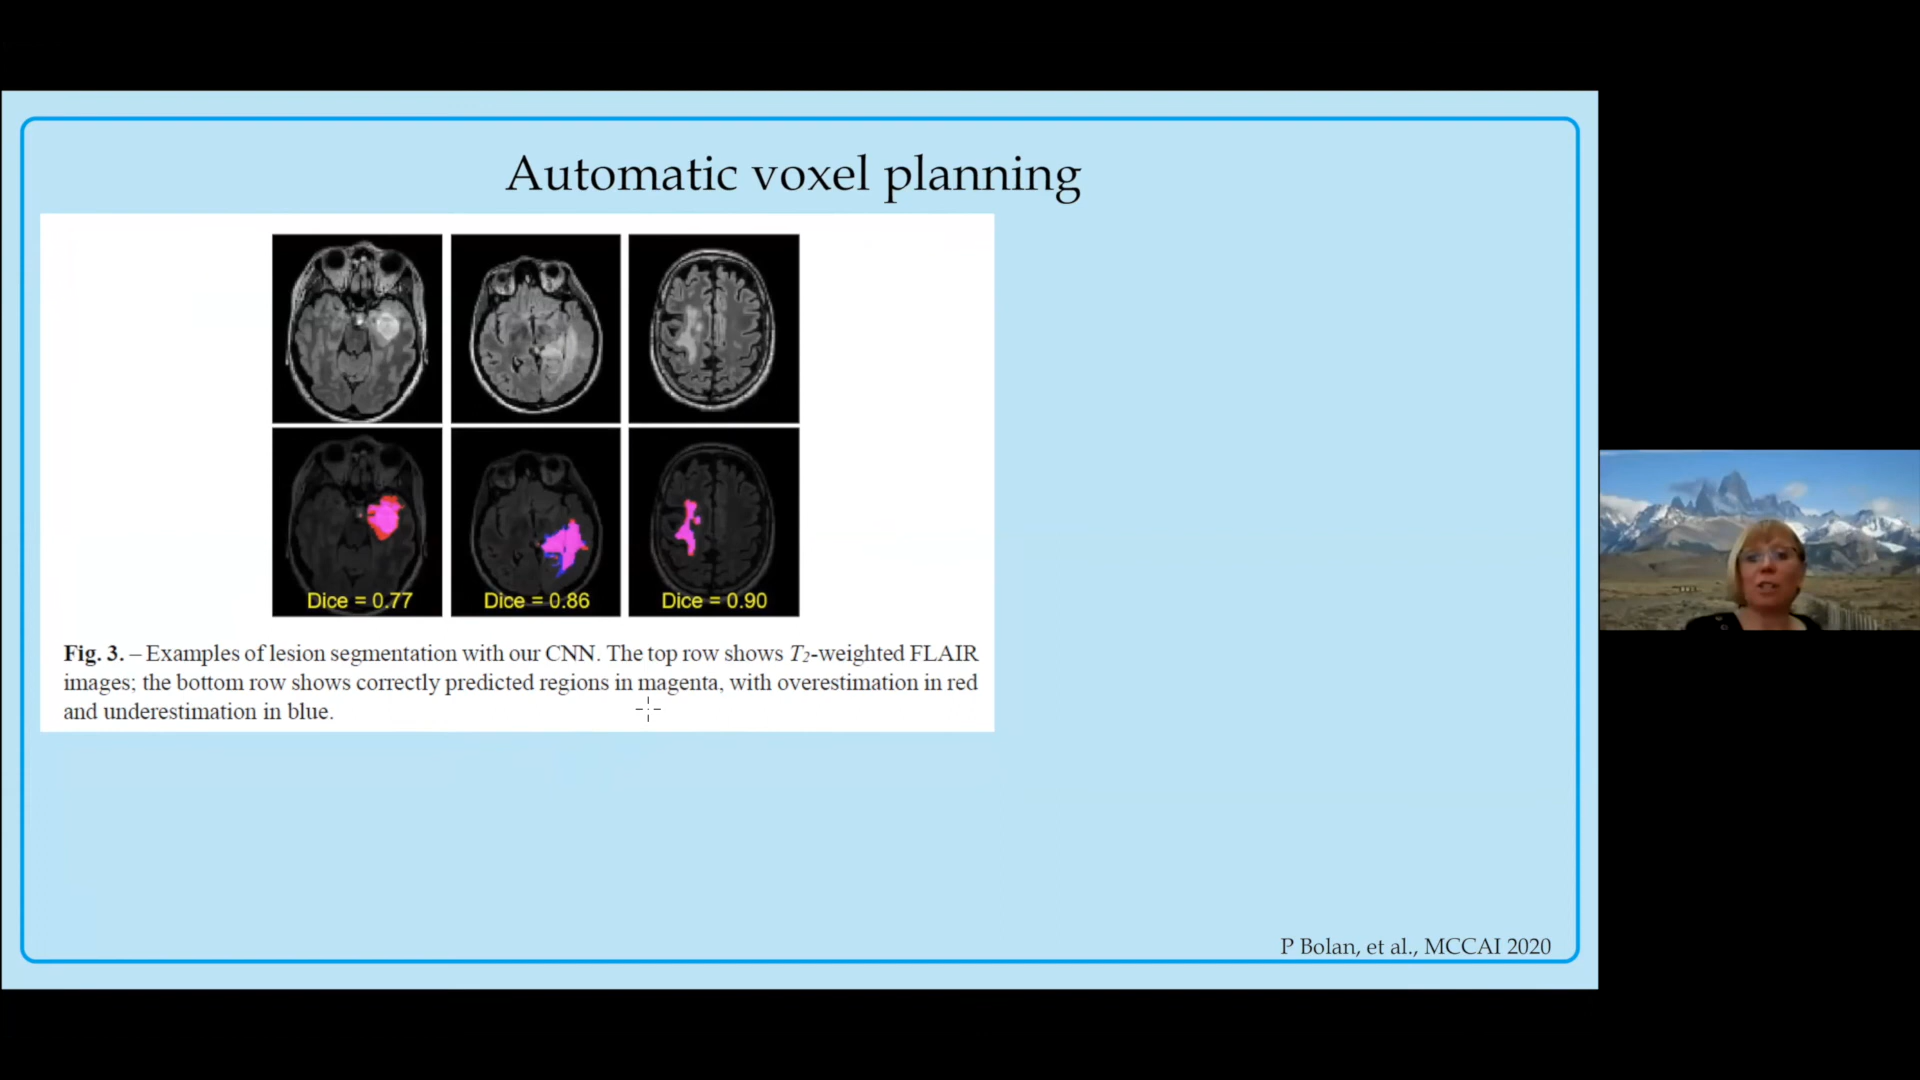 Automatic voxel planning
Dice = 0.77
Dice = 0.86
Dice = 0.90
Fig. 3. – Examples of lesion segmentation with our CNN. The top row shows T2-weighted FLAIR
images; the bottom row shows correctly predicted regions in magenta, with overestimation in red
and underestimation in blue.
P Bolan, et al., MCCAI 2020